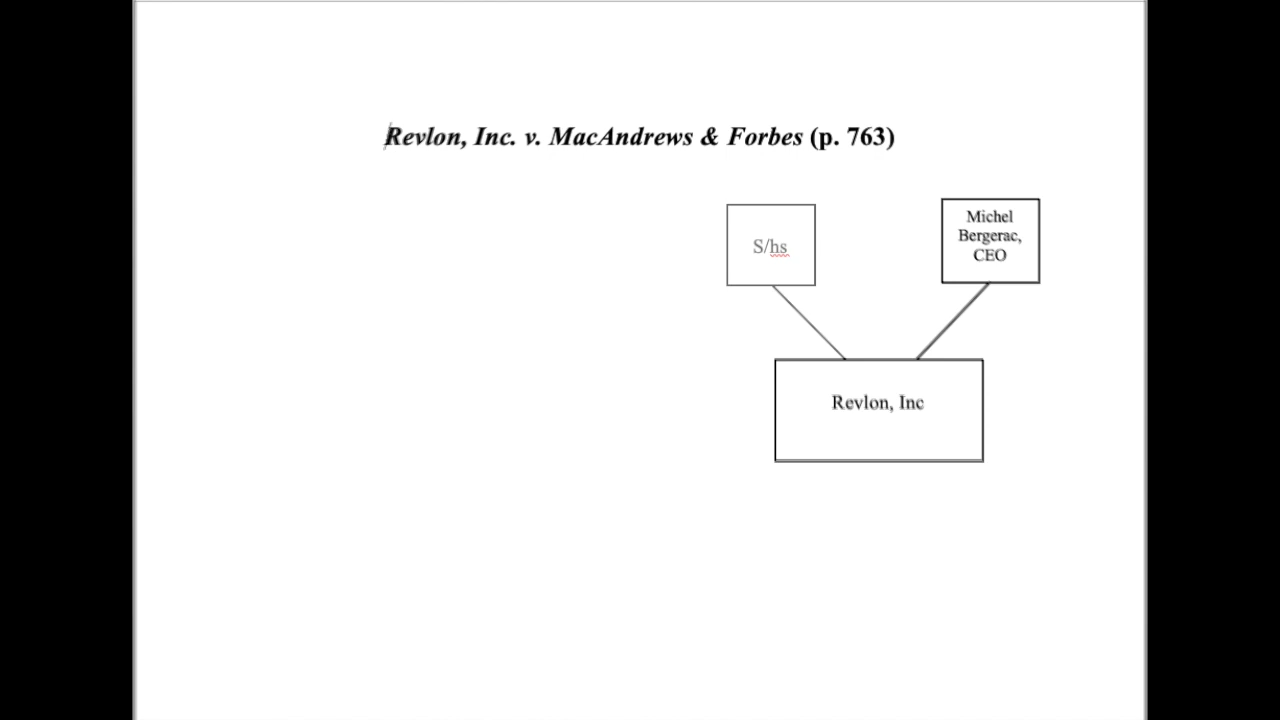 Revlon, Inc. v. MacAndrews & Forbes (p. 763)
S/hs
Michel
Bergerac,
CEO
Revlon, Inc